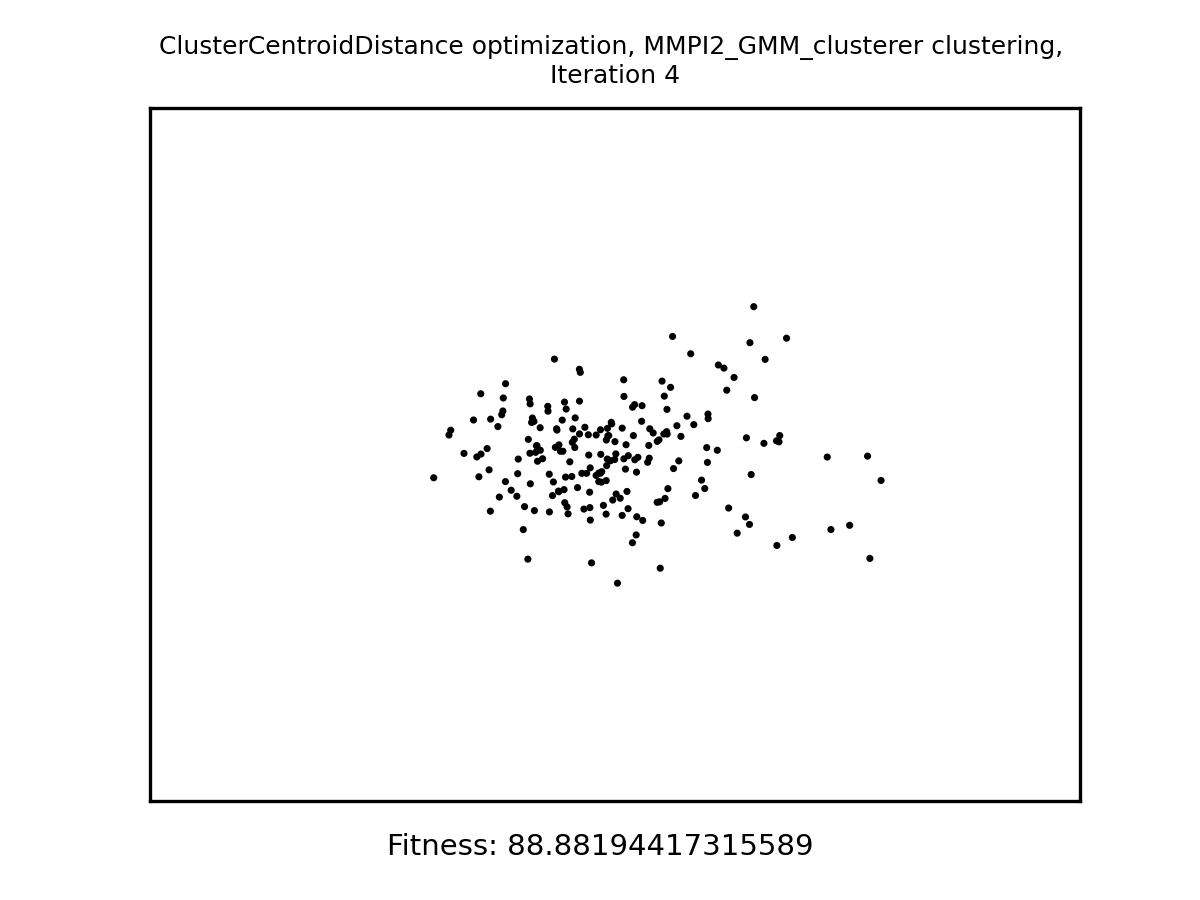 ClusterCentroidDistance optimization, MMPI2_GMM_clusterer clustering,
Iteration 4
Fitness: 88.88194417315589